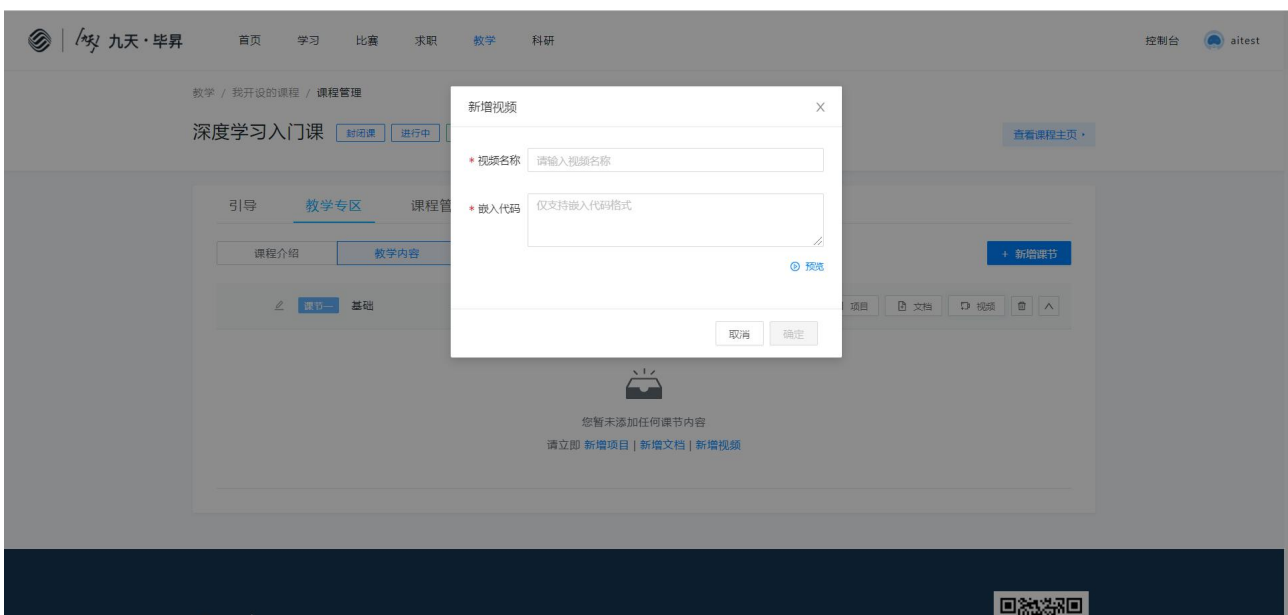 九天·毕昇 首页 学习 比赛 求职 教学 科研 控制台 aitest
教学 / 我开设的课程 / 课程管理
深度学习入门课 封闭课 进行中 查看课程主页
新增视频 X
* 视频名称 请输入视频名称
* 嵌入代码 仅支持嵌入代码格式
预览
取消 确定
引导 教学专区 课程管
课程介绍 教学内容 + 新增课节
课节一 基础 项目 文档 视频
您暂未添加任何课节内容
请立即 新增项目 | 新增文档 | 新增视频